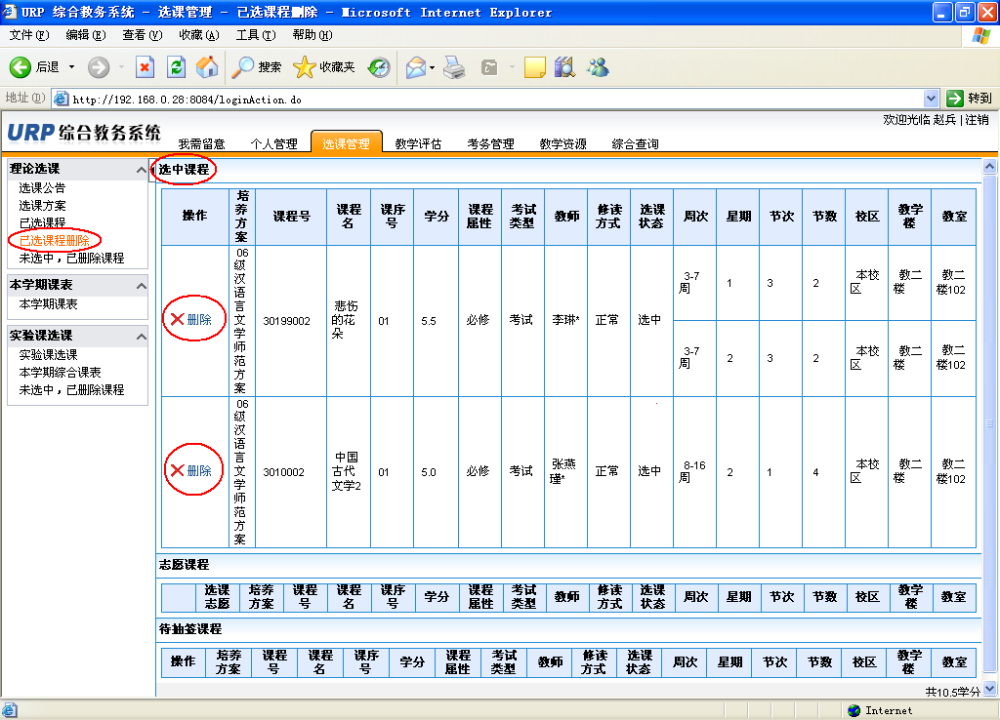 URP 综合教务系统 - 选课管理 - 已选课程删除 - Microsoft Internet Explorer
文件(F) 编辑(E) 查看(V) 收藏(A) 工具(T) 帮助(H)
后退 搜索 收藏夹
地址(D) http://192.168.0.28:8084/loginAction.do 转到
欢迎光临 赵兵 | 注销
URP 综合教务系统 我需留意 个人管理 选课管理 教学评估 考务管理 教学资源 综合查询
理论选课
选课公告
选课方案
已选课程
已选课程删除
未选中，已删除课程
本学期课表
本学期课表
实验课选课
实验课选课
本学期综合课表
未选中，已删除课程
选中课程
操作 培养方案 课程号 课程名 课序号 学分 课程属性 考试类型 教师 修读方式 选课状态 周次 星期 节次 节数 校区 教学楼 教室
删除 06级汉语言文学师范方案 30199002 悲伤的花朵 01 5.5 必修 考试 李琳* 正常 选中 3-7周 1 3 2 本校区 教二楼 教二楼102
3-7周 2 3 2 本校区 教二楼 教二楼102
删除 06级汉语言文学师范方案 3010002 中国古代文学2 01 5.0 必修 考试 张燕瑾* 正常 选中 8-16周 2 1 4 本校区 教二楼 教二楼102
志愿课程
选课志愿 培养方案 课程号 课程名 课序号 学分 课程属性 考试类型 教师 修读方式 选课状态 周次 星期 节次 节数 校区 教学楼 教室
待抽签课程
操作 培养方案 课程号 课程名 课序号 学分 课程属性 考试类型 教师 修读方式 选课状态 周次 星期 节次 节数 校区 教学楼 教室
共10.5学分
Internet